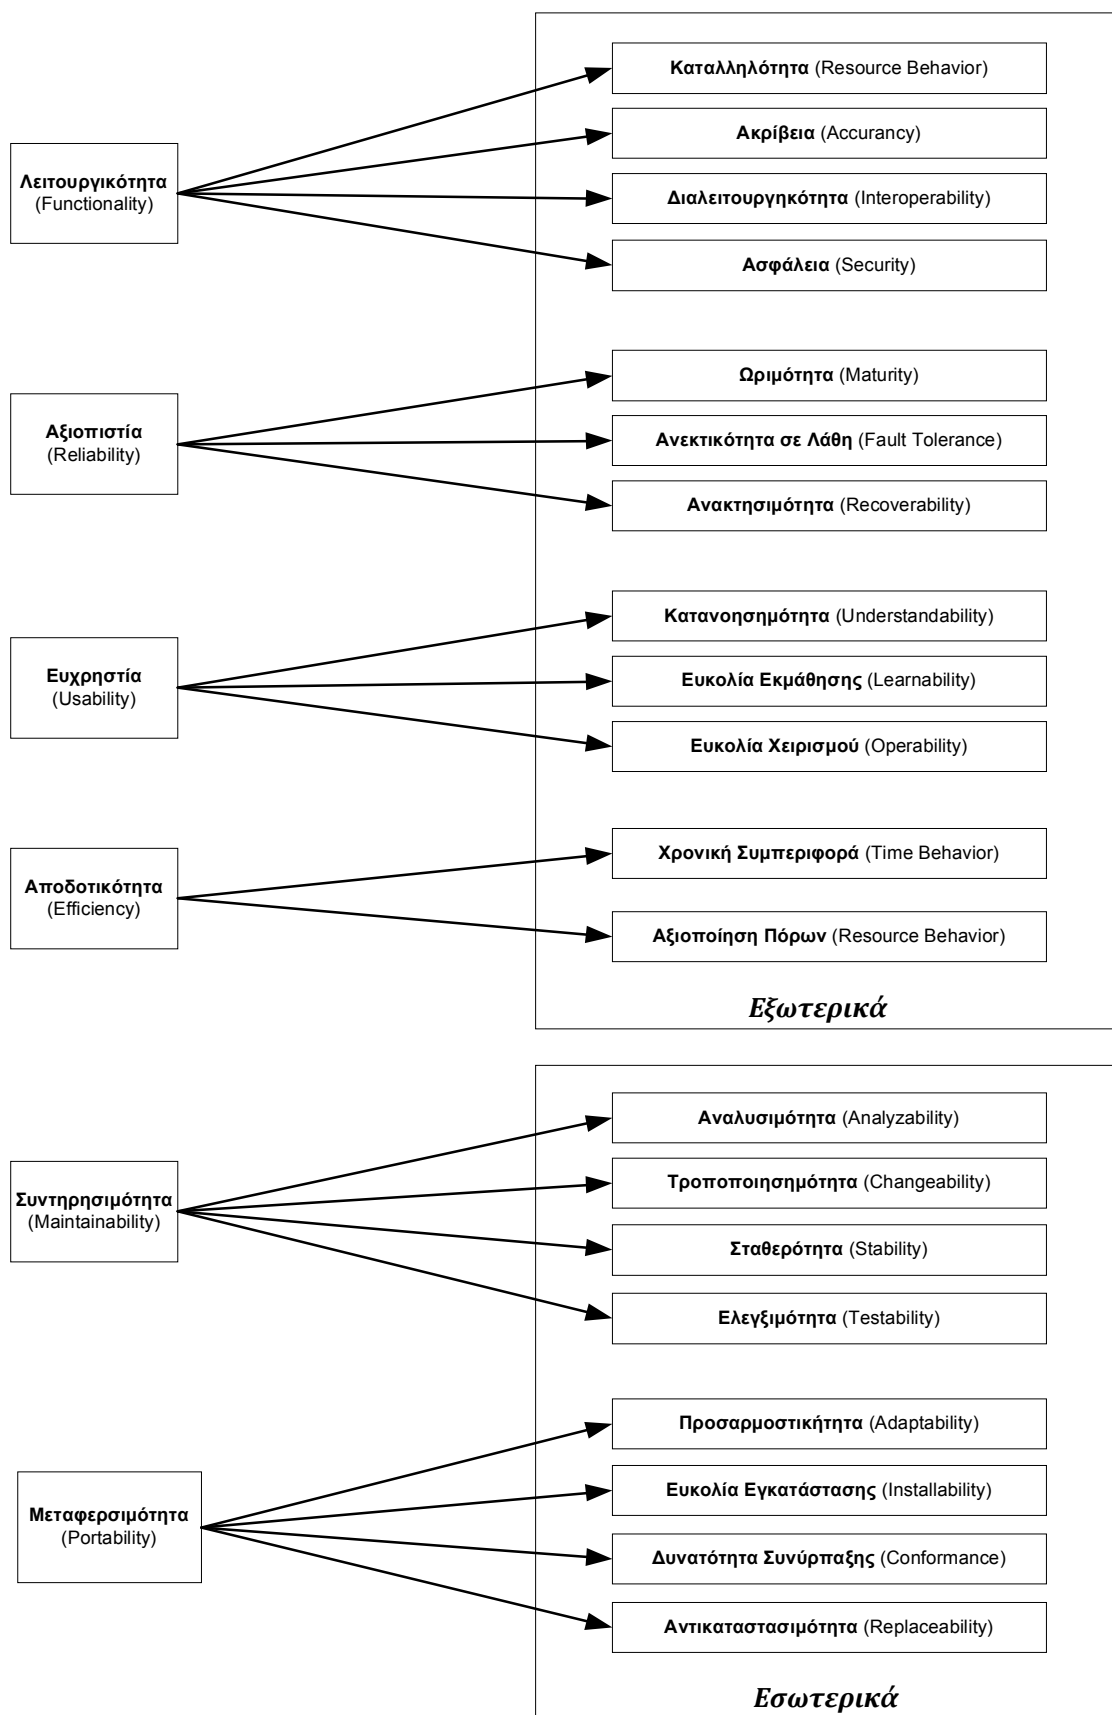 Καταλληλότητα (Resource Behavior)
Ακρίβεια (Accurancy)
Λειτουργικότητα
(Functionality)
Διαλειτουργηκότητα (Interoperability)
Ασφάλεια (Security)
Ωριμότητα (Maturity)
Αξιοπιστία
(Reliability)
Ανεκτικότητα σε Λάθη (Fault Tolerance)
Ανακτησιμότητα (Recoverability)
Κατανοησημότητα (Understandability)
Ευχρηστία
(Usability)
Ευκολία Εκμάθησης (Learnability)
Ευκολία Χειρισμού (Operability)
Χρονική Συμπεριφορά (Time Behavior)
Αποδοτικότητα
(Efficiency)
Αξιοποίηση Πόρων (Resource Behavior)
Εξωτερικά
Αναλυσιμότητα (Analyzability)
Τροποποιησημότητα (Changeability)
Συντηρησιμότητα
(Maintainability)
Σταθερότητα (Stability)
Ελεγξιμότητα (Testability)
Προσαρμοστικήτητα (Adaptability)
Ευκολία Εγκατάστασης (Installability)
Μεταφερσιμότητα
(Portability)
Δυνατότητα Συνύρπαξης (Conformance)
Αντικαταστασιμότητα (Replaceability)
Εσωτερικά